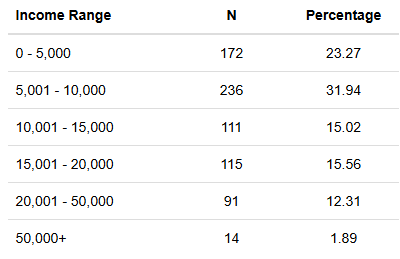 Income Range N Percentage
0 - 5,000 172 23.27
5,001 - 10,000 236 31.94
10,001 - 15,000 111 15.02
15,001 - 20,000 115 15.56
20,001 - 50,000 91 12.31
50,000+ 14 1.89